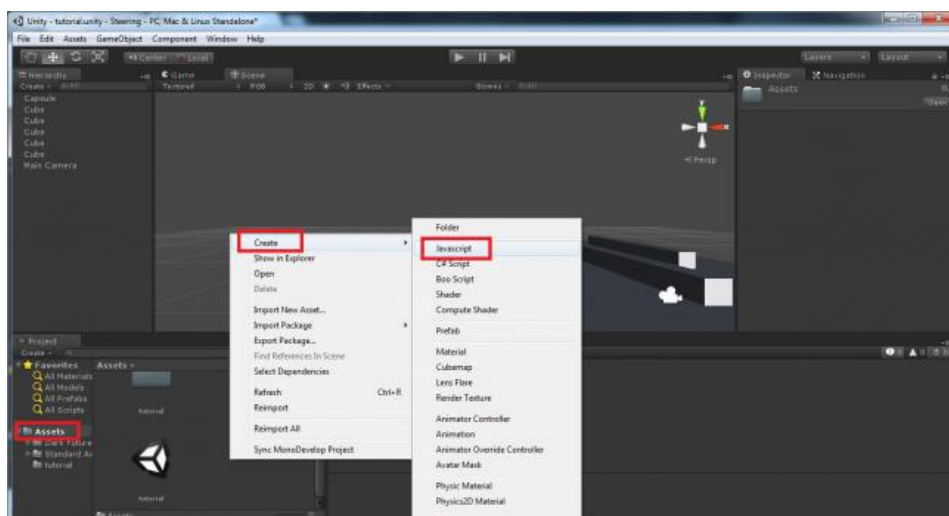 Unity - tutorial.unity - Steering - PC, Mac & Linux Standalone*
File Edit Assets GameObject Component Window Help
Center Local
Layers Layout
Hierarchy
Create
Capsule
Cube
Cube
Cube
Cube
Cube
Main Camera
Game Scene
Textured RGB 2D Effects Gizmos
y
x
Persp
Inspector Navigation
Assets
Open
Create
Show in Explorer
Open
Delete
Import New Asset...
Import Package
Export Package...
Find References In Scene
Select Dependencies
Refresh Ctrl+R
Reimport
Reimport All
Sync MonoDevelop Project
Folder
Javascript
C# Script
Boo Script
Shader
Compute Shader
Prefab
Material
Cubemap
Lens Flare
Render Texture
Animator Controller
Animation
Animator Override Controller
Avatar Mask
Physic Material
Physics2D Material
Project
Create
Favorites
All Materials
All Models
All Prefabs
All Scripts
Assets
Dark Future
Standard As
tutorial
Assets
tutorial
tutorial
Assets